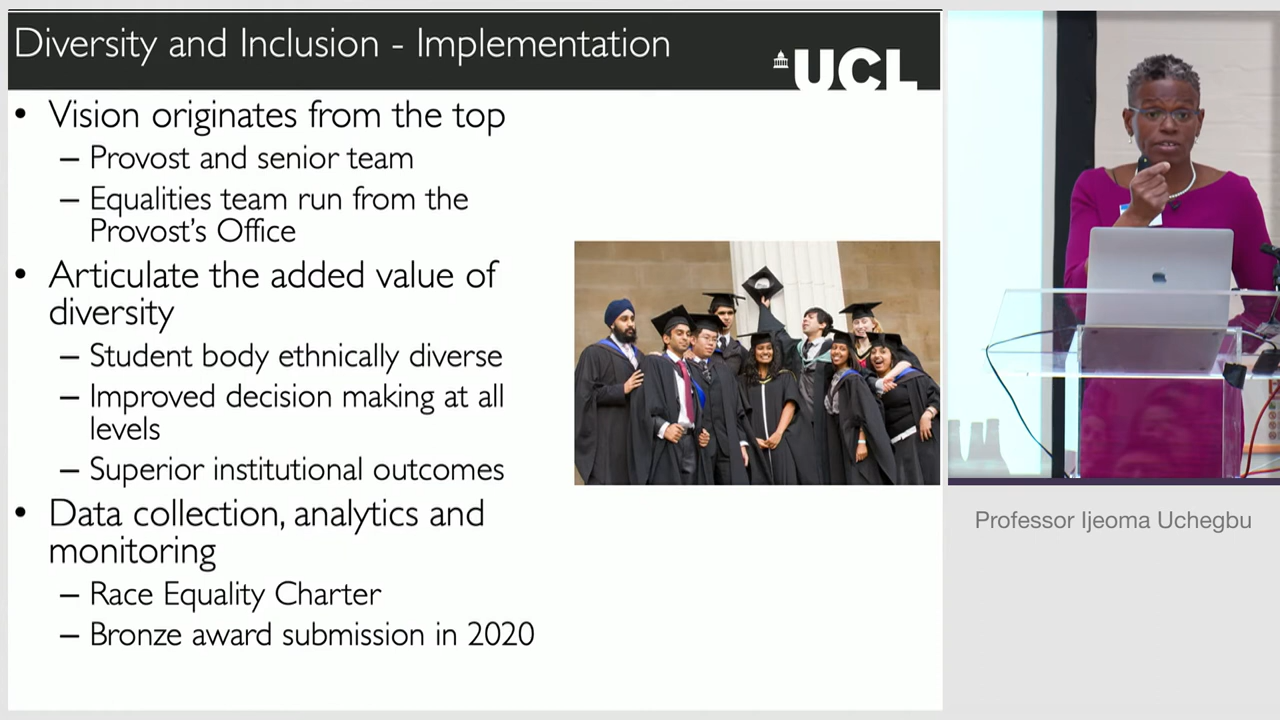 Diversity and Inclusion - Implementation
UCL
• Vision originates from the top
– Provost and senior team
– Equalities team run from the
Provost's Office
• Articulate the added value of
diversity
– Student body ethnically diverse
– Improved decision making at all
levels
– Superior institutional outcomes
• Data collection, analytics and
monitoring
– Race Equality Charter
– Bronze award submission in 2020
Professor Ijeoma Uchegbu